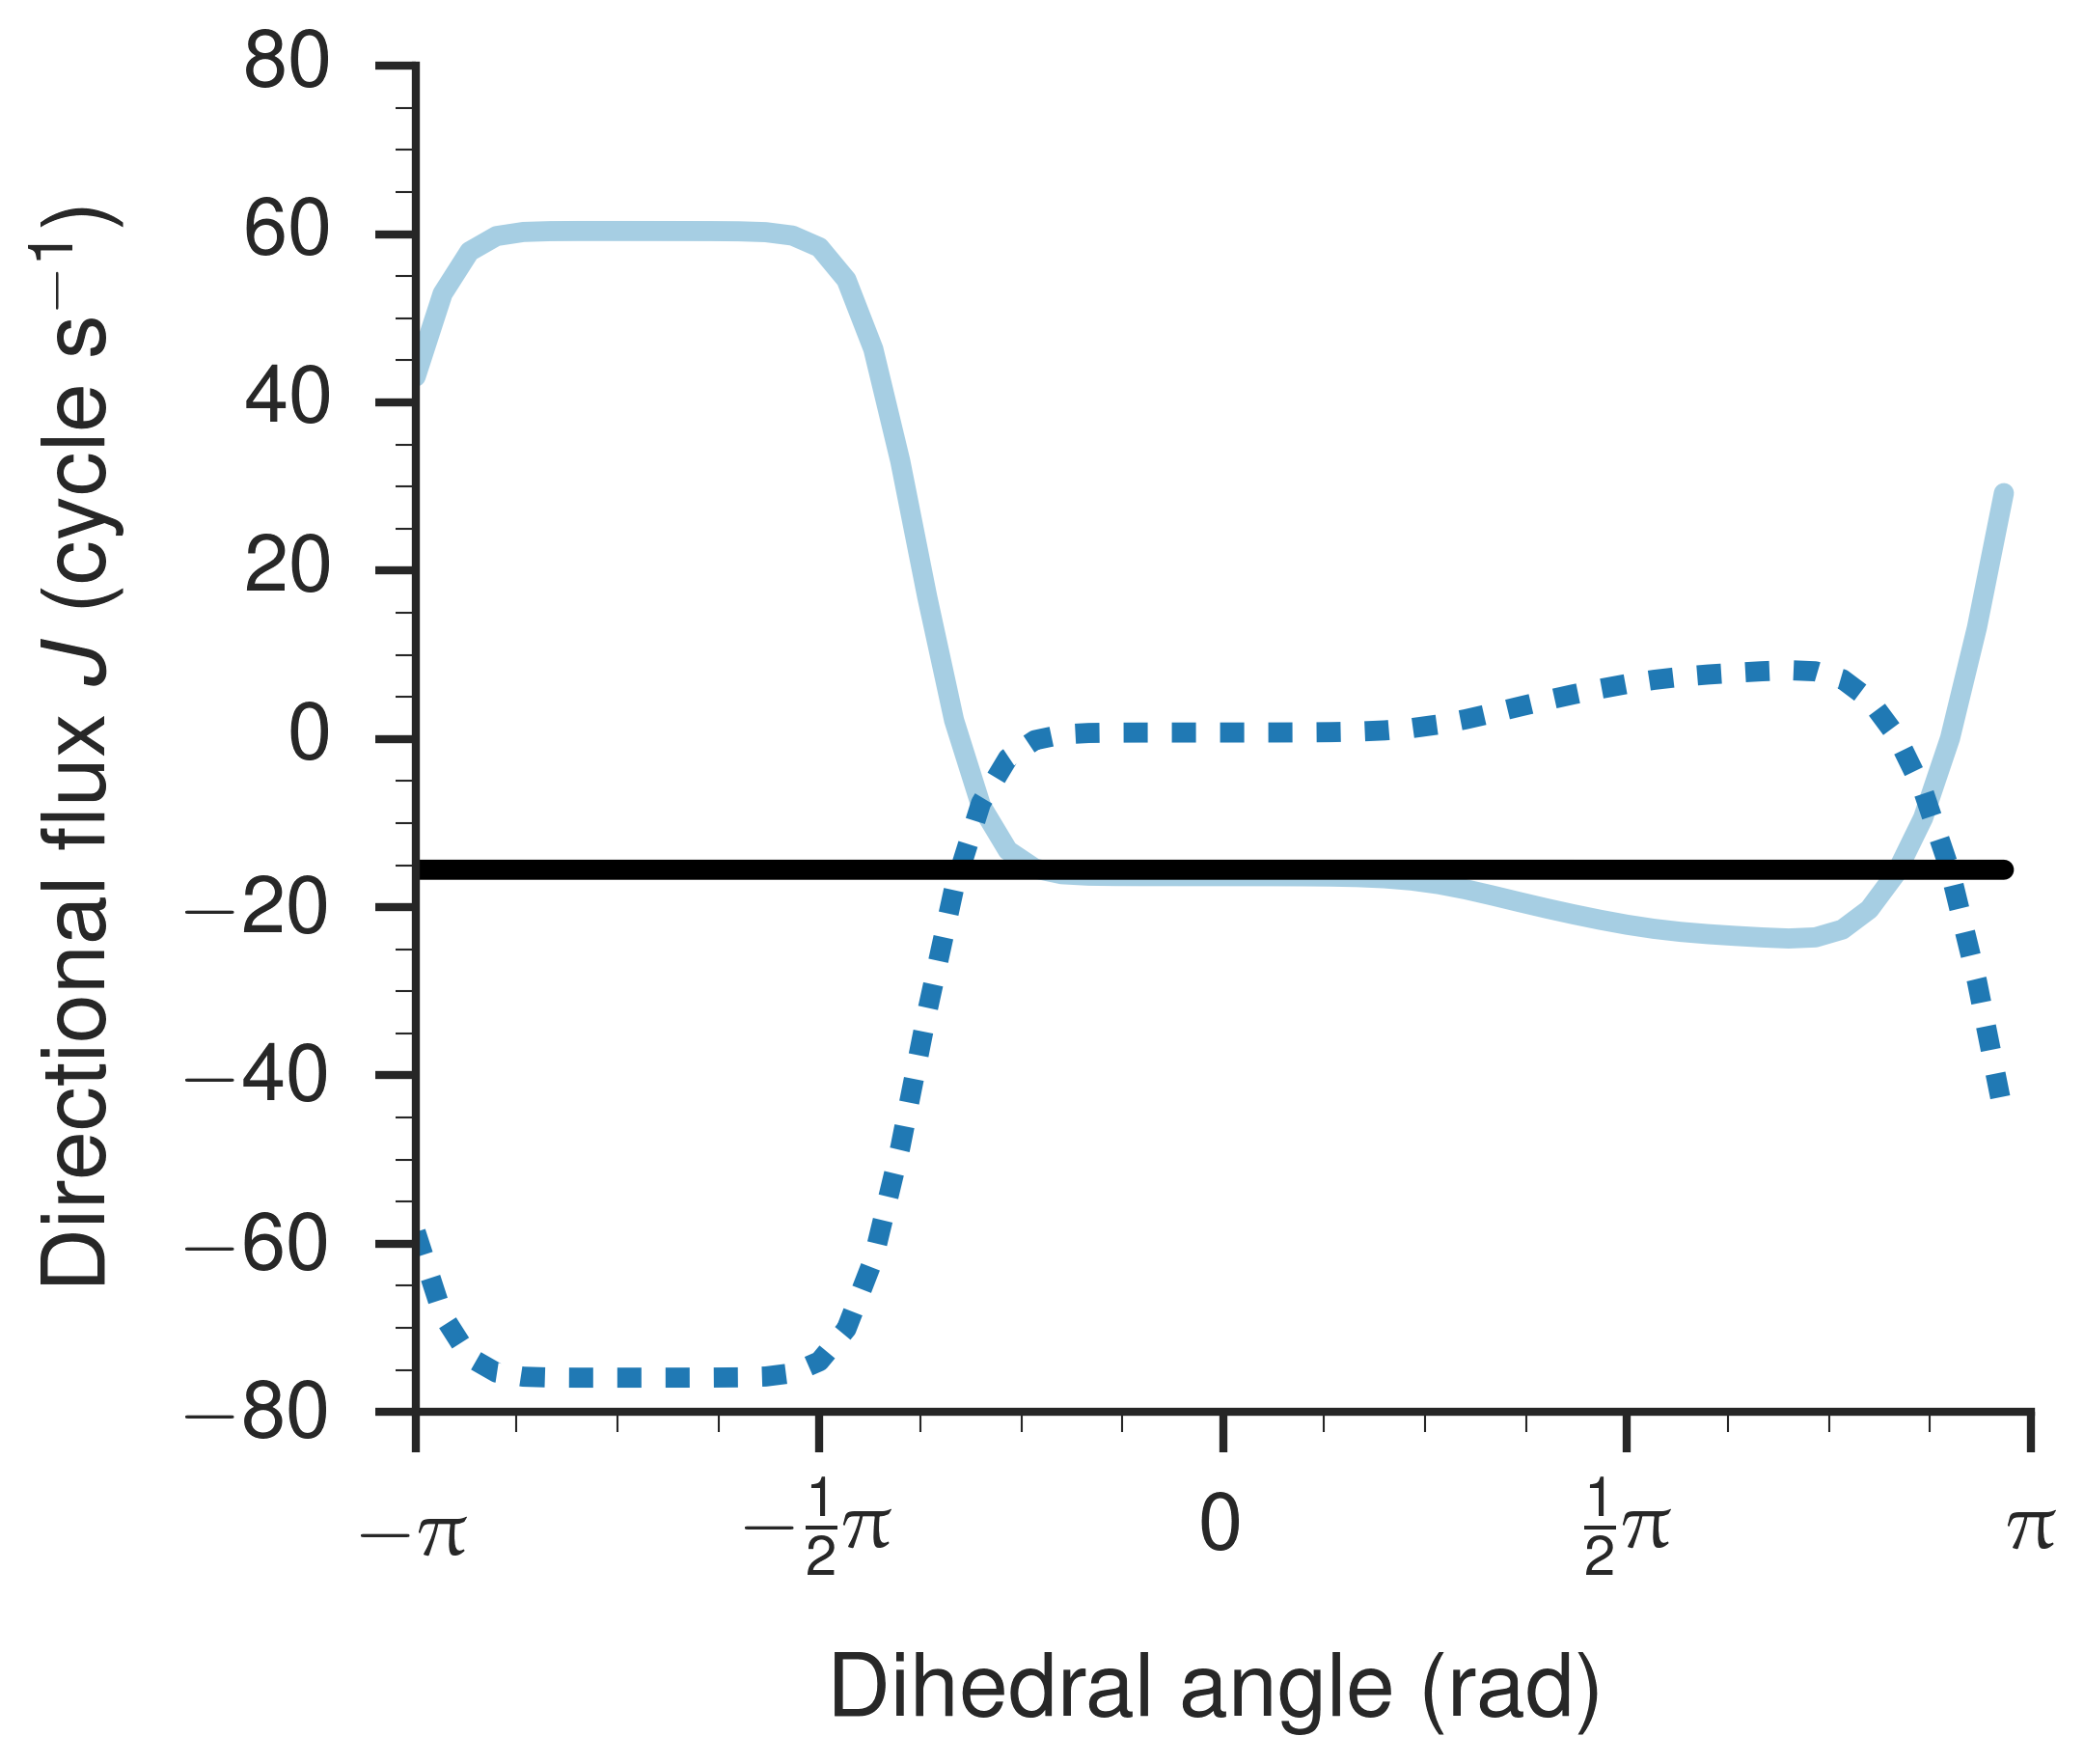 Directional flux J (cycle s⁻¹)
80
60
40
20
0
−20
−40
−60
−80
−π
−1/2π
0
1/2π
π
Dihedral angle (rad)